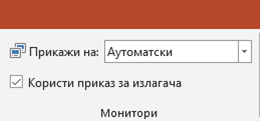 Прикажи на: Аутоматски
Користи приказ за излагача
Монитори